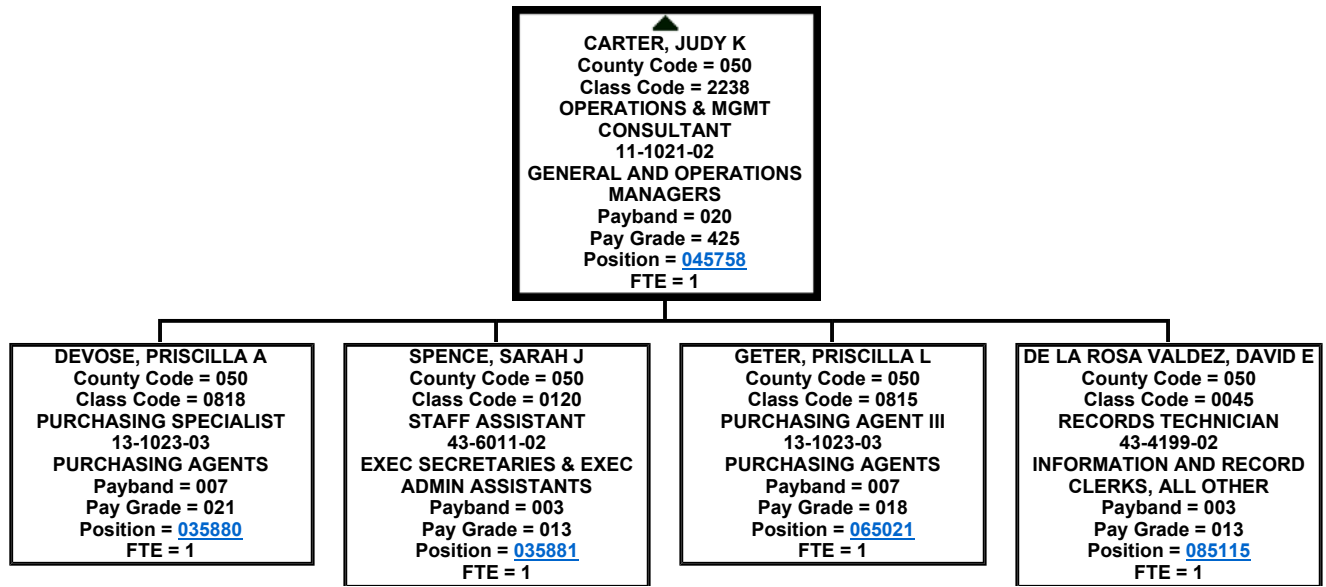 CARTER, JUDY K
County Code = 050
Class Code = 2238
OPERATIONS & MGMT
CONSULTANT
11-1021-02
GENERAL AND OPERATIONS
MANAGERS
Payband = 020
Pay Grade = 425
Position = 045758
FTE = 1
DEVOSE, PRISCILLA A
County Code = 050
Class Code = 0818
PURCHASING SPECIALIST
13-1023-03
PURCHASING AGENTS
Payband = 007
Pay Grade = 021
Position = 035880
FTE = 1
SPENCE, SARAH J
County Code = 050
Class Code = 0120
STAFF ASSISTANT
43-6011-02
EXEC SECRETARIES & EXEC
ADMIN ASSISTANTS
Payband = 003
Pay Grade = 013
Position = 035881
FTE = 1
GETER, PRISCILLA L
County Code = 050
Class Code = 0815
PURCHASING AGENT III
13-1023-03
PURCHASING AGENTS
Payband = 007
Pay Grade = 018
Position = 065021
FTE = 1
DE LA ROSA VALDEZ, DAVID E
County Code = 050
Class Code = 0045
RECORDS TECHNICIAN
43-4199-02
INFORMATION AND RECORD
CLERKS, ALL OTHER
Payband = 003
Pay Grade = 013
Position = 085115
FTE = 1